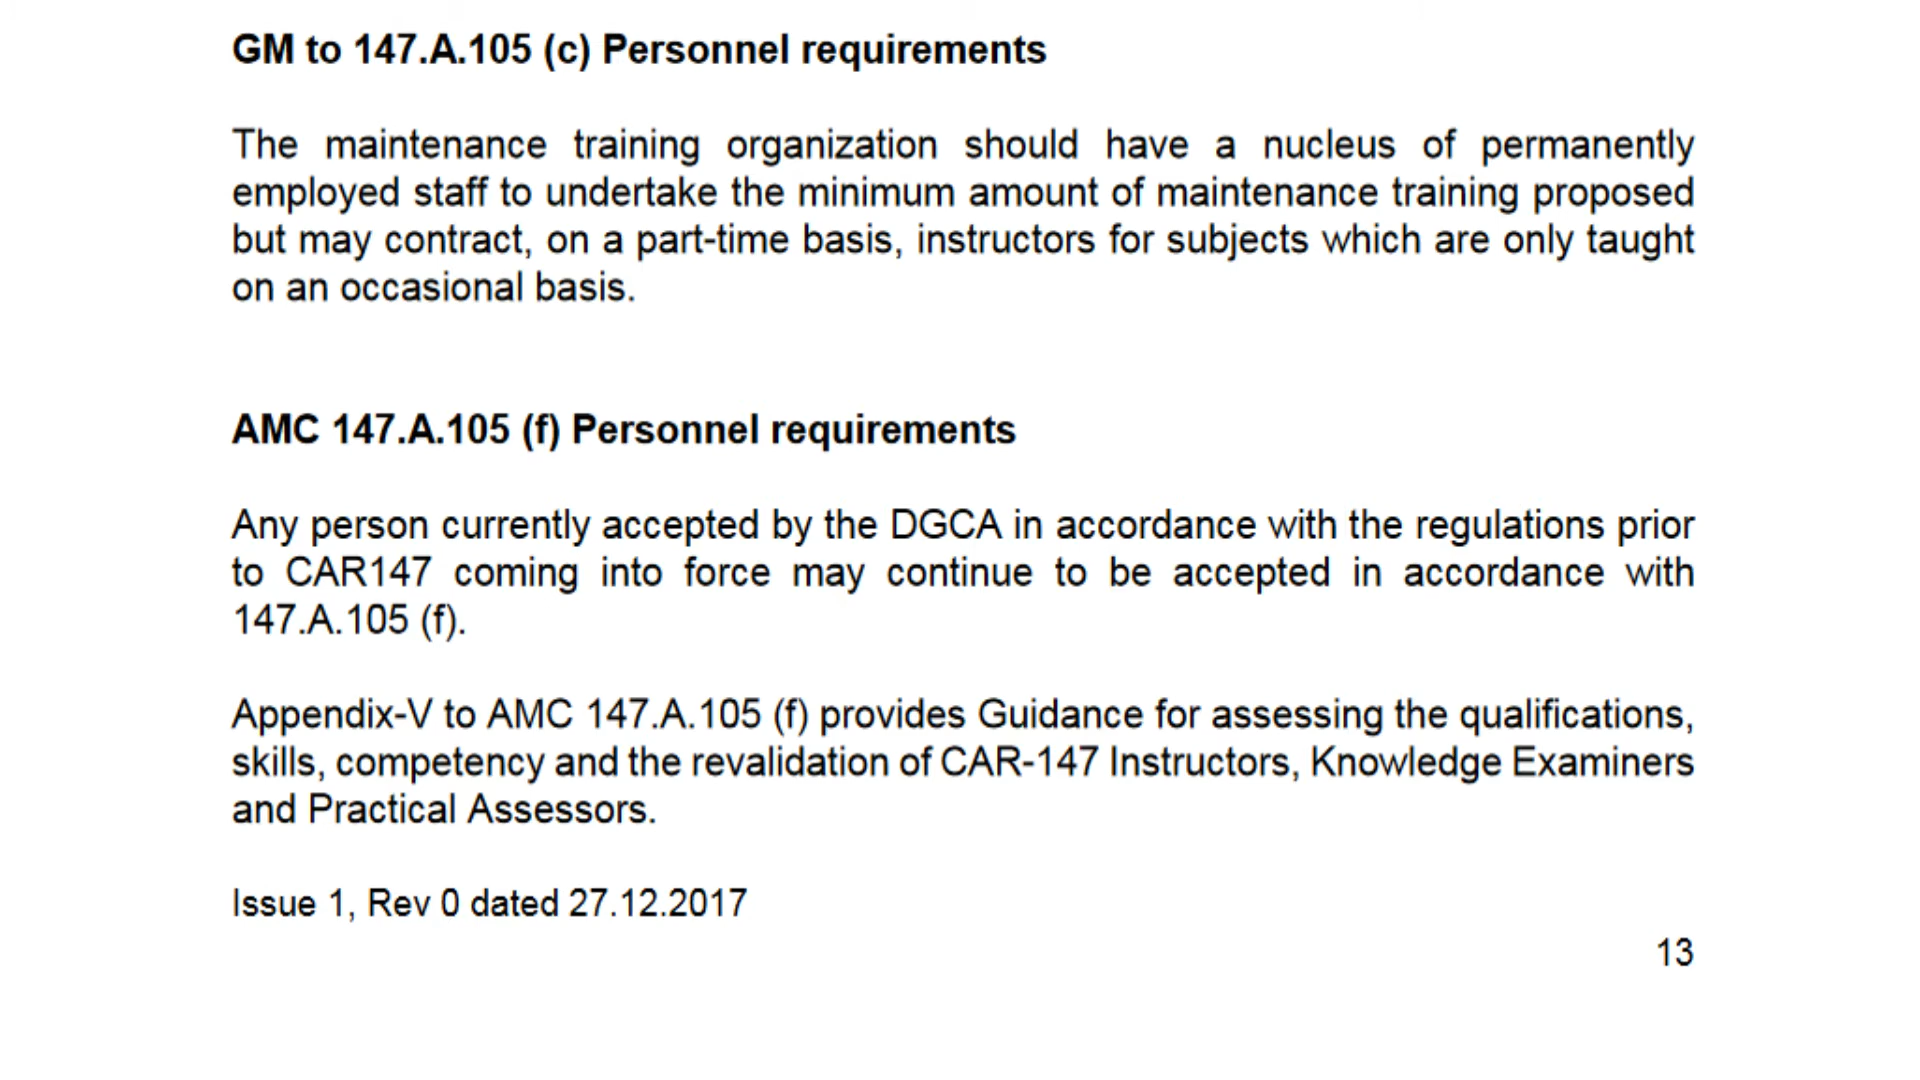 GM to 147.A.105 (c) Personnel requirements
The maintenance training organization should have a nucleus of permanently
employed staff to undertake the minimum amount of maintenance training proposed
but may contract, on a part-time basis, instructors for subjects which are only taught
on an occasional basis.
AMC 147.A.105 (f) Personnel requirements
Any person currently accepted by the DGCA in accordance with the regulations prior
to CAR147 coming into force may continue to be accepted in accordance with
147.A.105 (f).
Appendix-V to AMC 147.A.105 (f) provides Guidance for assessing the qualifications,
skills, competency and the revalidation of CAR-147 Instructors, Knowledge Examiners
and Practical Assessors.
Issue 1, Rev 0 dated 27.12.2017
13